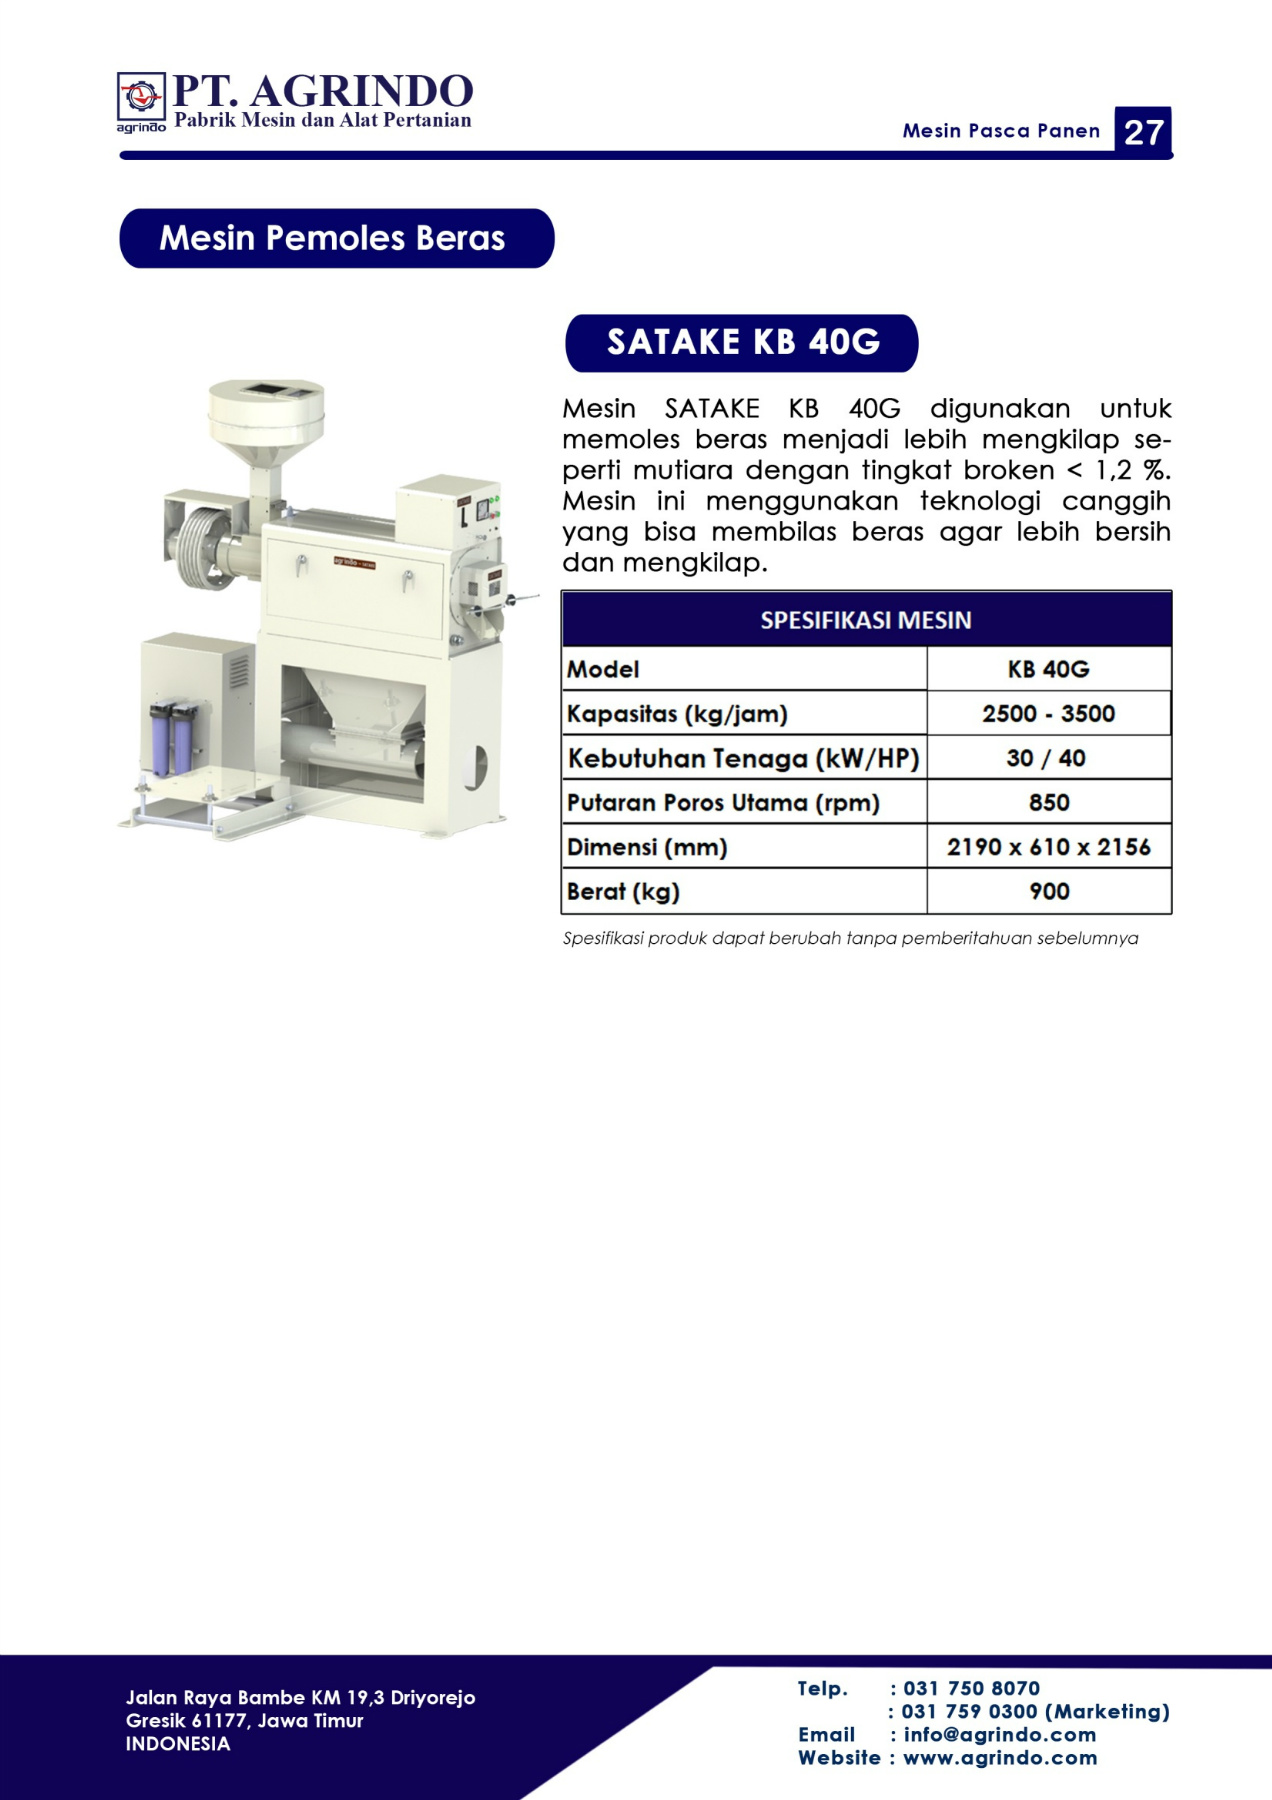 PT. AGRINDO
Pabrik Mesin dan Alat Pertanian
agrindo
Mesin Pasca Panen 27
Mesin Pemoles Beras
SATAKE KB 40G
Mesin SATAKE KB 40G digunakan untuk
memoles beras menjadi lebih mengkilap se-
perti mutiara dengan tingkat broken < 1,2 %.
Mesin ini menggunakan teknologi canggih
yang bisa membilas beras agar lebih bersih
dan mengkilap.
agrindo
SPESIFIKASI MESIN
Model KB 40G
Kapasitas (kg/jam) 2500 - 3500
Kebutuhan Tenaga (kW/HP) 30 / 40
Putaran Poros Utama (rpm) 850
Dimensi (mm) 2190 x 610 x 2156
Berat (kg) 900
Spesifikasi produk dapat berubah tanpa pemberitahuan sebelumnya
Jalan Raya Bambe KM 19,3 Driyorejo
Gresik 61177, Jawa Timur
INDONESIA
Telp. : 031 750 8070
: 031 759 0300 (Marketing)
Email : info@agrindo.com
Website : www.agrindo.com